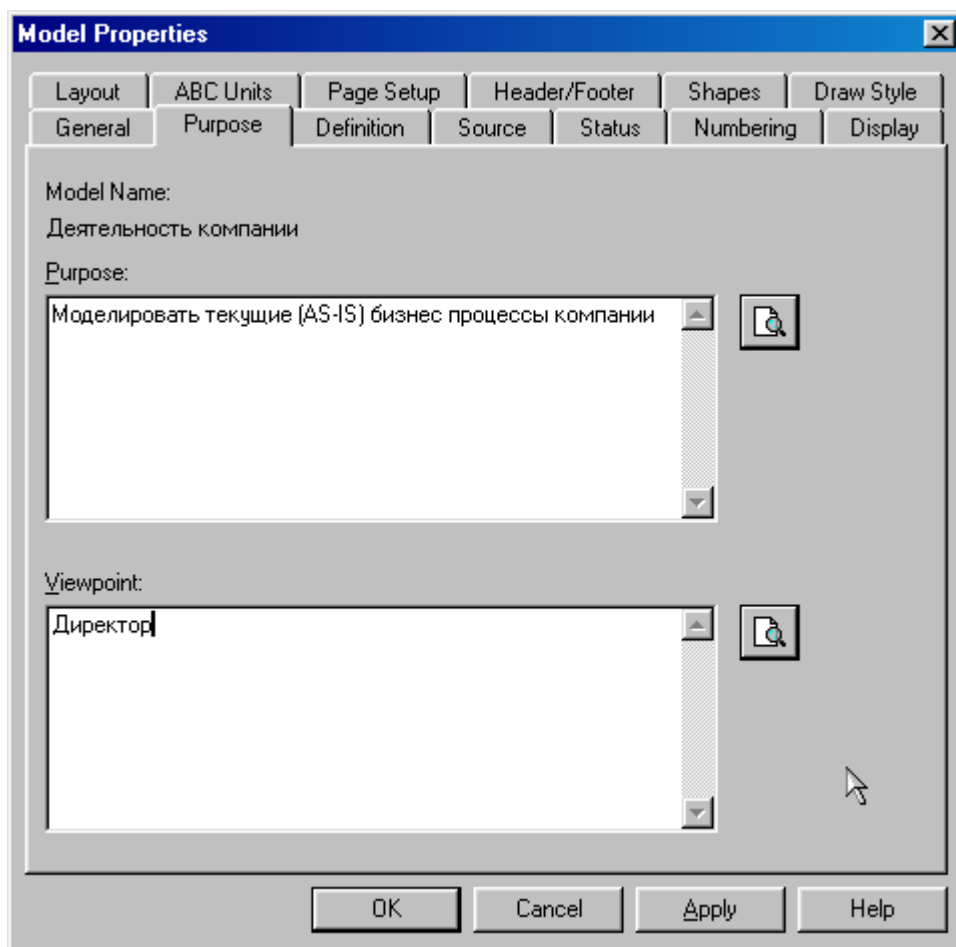 Model Properties
Layout ABC Units Page Setup Header/Footer Shapes Draw Style
General Purpose Definition Source Status Numbering Display
Model Name:
Деятельность компании
Purpose:
Моделировать текущие (AS-IS) бизнес процессы компании
Viewpoint:
Директор
OK Cancel Apply Help